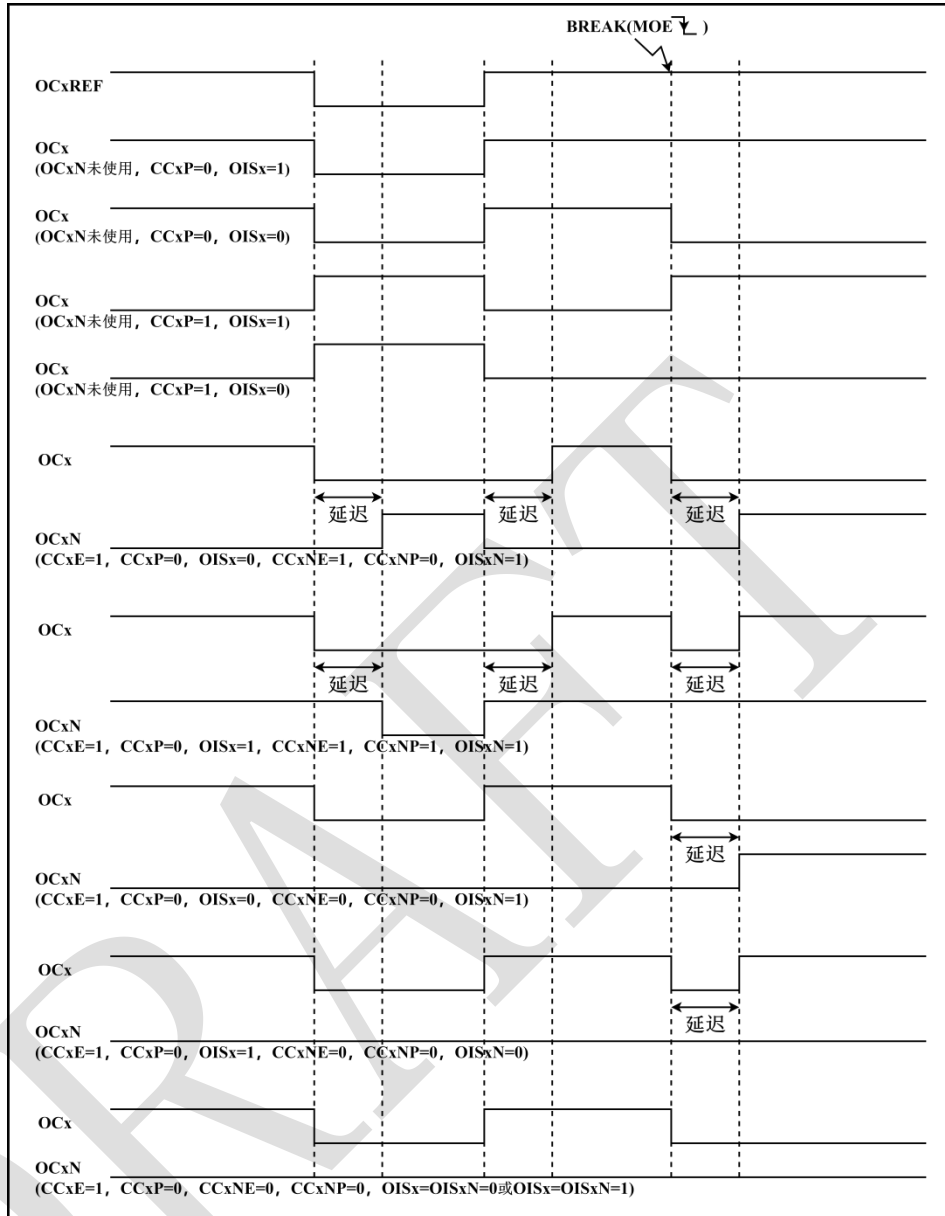 BREAK(MOE )
OCxREF
OCx
(OCxN未使用，CCxP=0，OISx=1)
OCx
(OCxN未使用，CCxP=0，OISx=0)
OCx
(OCxN未使用，CCxP=1，OISx=1)
OCx
(OCxN未使用，CCxP=1，OISx=0)
OCx
延迟 延迟 延迟
OCxN
(CCxE=1，CCxP=0，OISx=0，CCxNE=1，CCxNP=0，OISxN=1)
OCx
延迟 延迟 延迟
OCxN
(CCxE=1，CCxP=0，OISx=1，CCxNE=1，CCxNP=1，OISxN=1)
OCx
延迟
OCxN
(CCxE=1，CCxP=0，OISx=0，CCxNE=0，CCxNP=0，OISxN=1)
OCx
延迟
OCxN
(CCxE=1，CCxP=0，OISx=1，CCxNE=0，CCxNP=0，OISxN=0)
OCx
OCxN
(CCxE=1，CCxP=0，CCxNE=0，CCxNP=0，OISx=OISxN=0或OISx=OISxN=1)
DRAFT